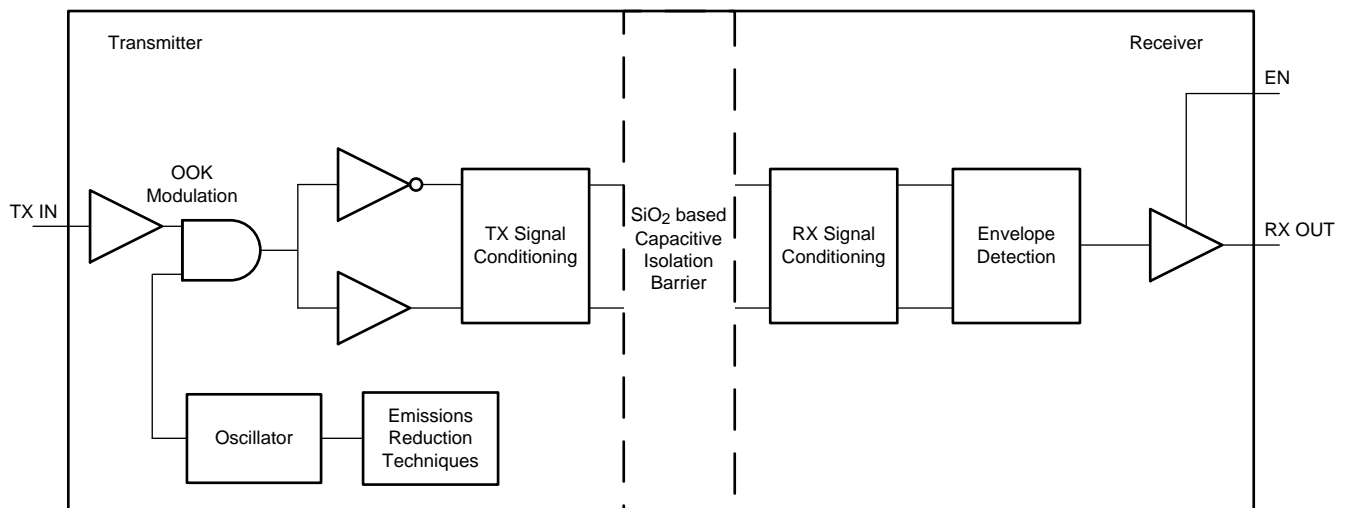 Transmitter
Receiver
EN
OOK
Modulation
TX IN
TX Signal
Conditioning
SiO2 based
Capacitive
Isolation
Barrier
RX Signal
Conditioning
Envelope
Detection
RX OUT
Oscillator
Emissions
Reduction
Techniques